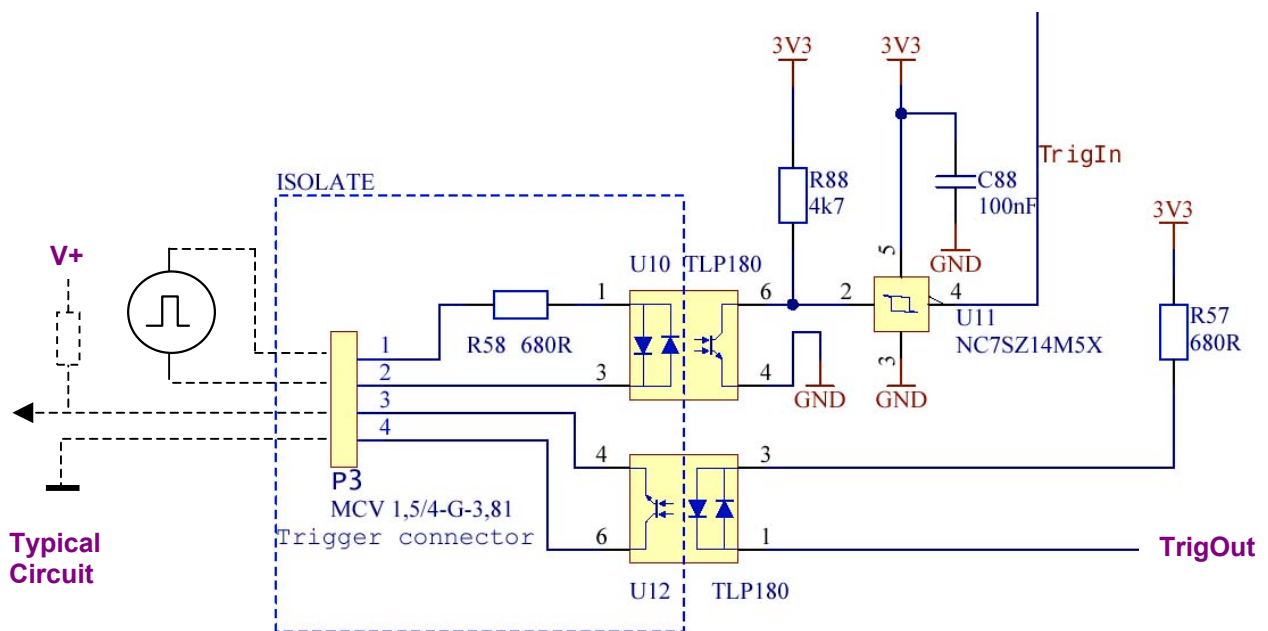 3V3
3V3
TrigIn
ISOLATE
R88
4k7
C88
100nF
3V3
V+
5
GND
U10 TLP180
1
6
2
4
R58 680R
U11
NC7SZ14M5X
R57
680R
1
2
3
4
3
4
GND
3
GND
4
3
P3
MCV 1,5/4-G-3,81
Trigger connector
6
1
Typical
Circuit
TrigOut
U12 TLP180